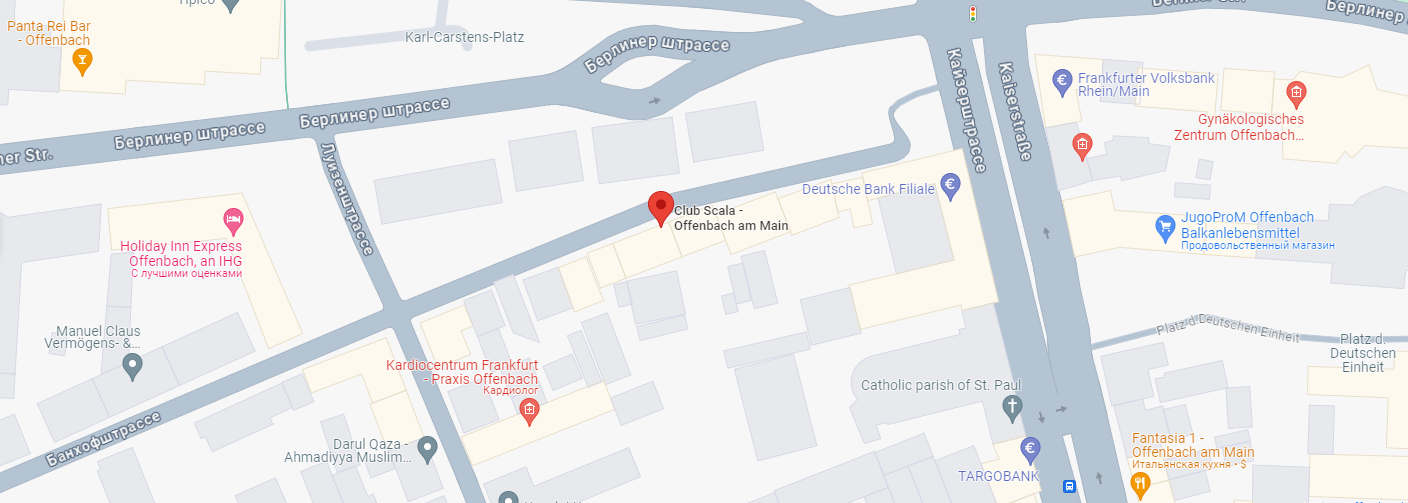 Panta Rei Bar
- Offenbach
Karl-Carstens-Platz
Берлинер штрассе
Берлинер штрассе
Берлинер штрассе
Str.
Луизенштрассе
Кайзерштрассе
Kaiserstraße
Берлинер
Frankfurter Volksbank
Rhein/Main
Gynäkologisches
Zentrum Offenbach...
Deutsche Bank Filiale
Club Scala -
Offenbach am Main
JugoProM Offenbach
Balkanlebensmittel
Продовольственный магазин
Holiday Inn Express
Offenbach, an IHG
С лучшими оценками
Manuel Claus
Vermögens- &...
Platz d.Deutschen Einheit
Platz d.
Deutschen
Einheit
Kardiocentrum Frankfurt
- Praxis Offenbach
Кардиолог
Catholic parish of St. Paul
Банхофштрассе
Darul Qaza -
Ahmadiyya Muslim...
TARGOBANK
Fantasia 1 -
Offenbach am Main
Итальянская кухня • $